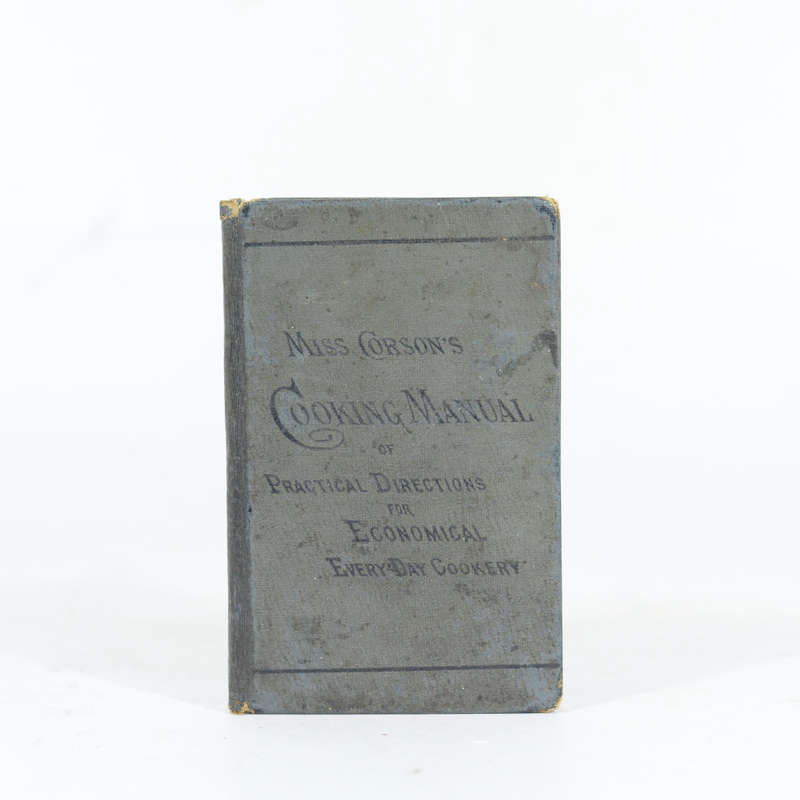 Miss Corson's
Cooking Manual
of
Practical Directions
for
Economical
Every-Day Cookery